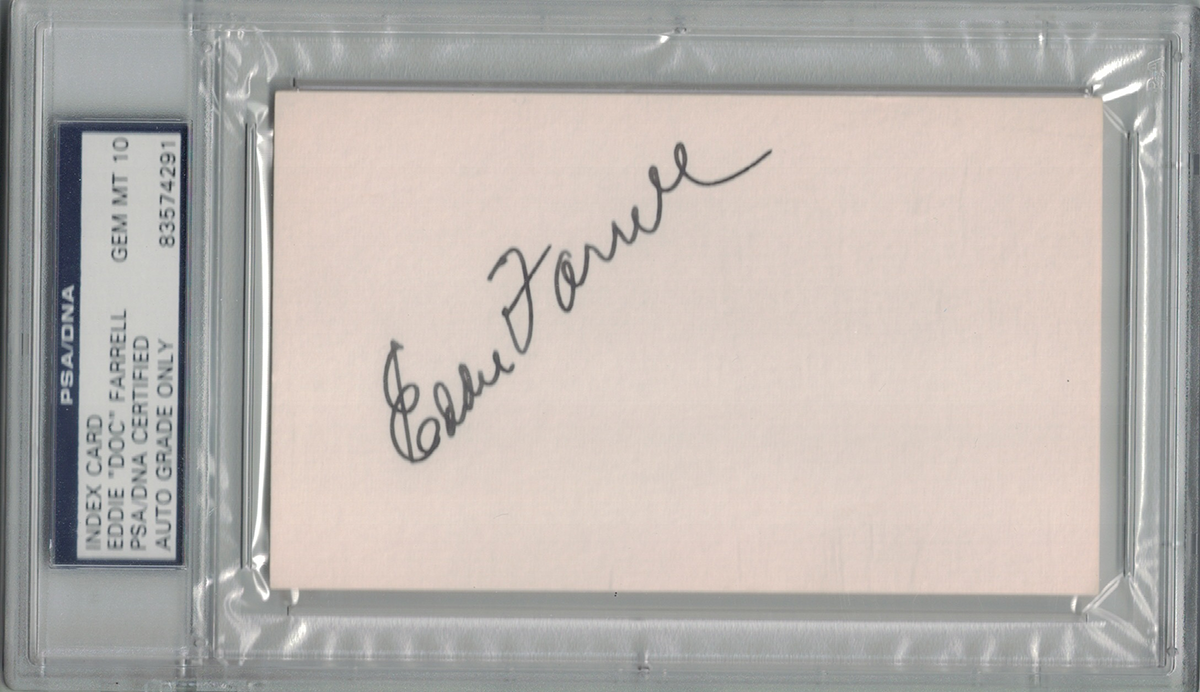 PSA/DNA
INDEX CARD
EDDIE "DOC" FARRELL GEM MT 10
PSA/DNA CERTIFIED
AUTO GRADE ONLY 83574291
Eddie Farrell